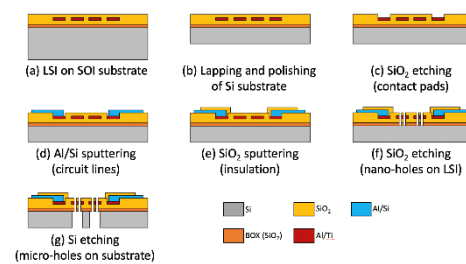 (a) LSI on SOI substrate
(b) Lapping and polishing
of Si substrate
(c) SiO2 etching
(contact pads)
(d) Al/Si sputtering
(circuit lines)
(e) SiO2 sputtering
(insulation)
(f) SiO2 etching
(nano-holes on LSI)
(g) Si etching
(micro-holes on substrate)
Si
SiO2
Al/Si
BOX (SiO2)
Al/Ti